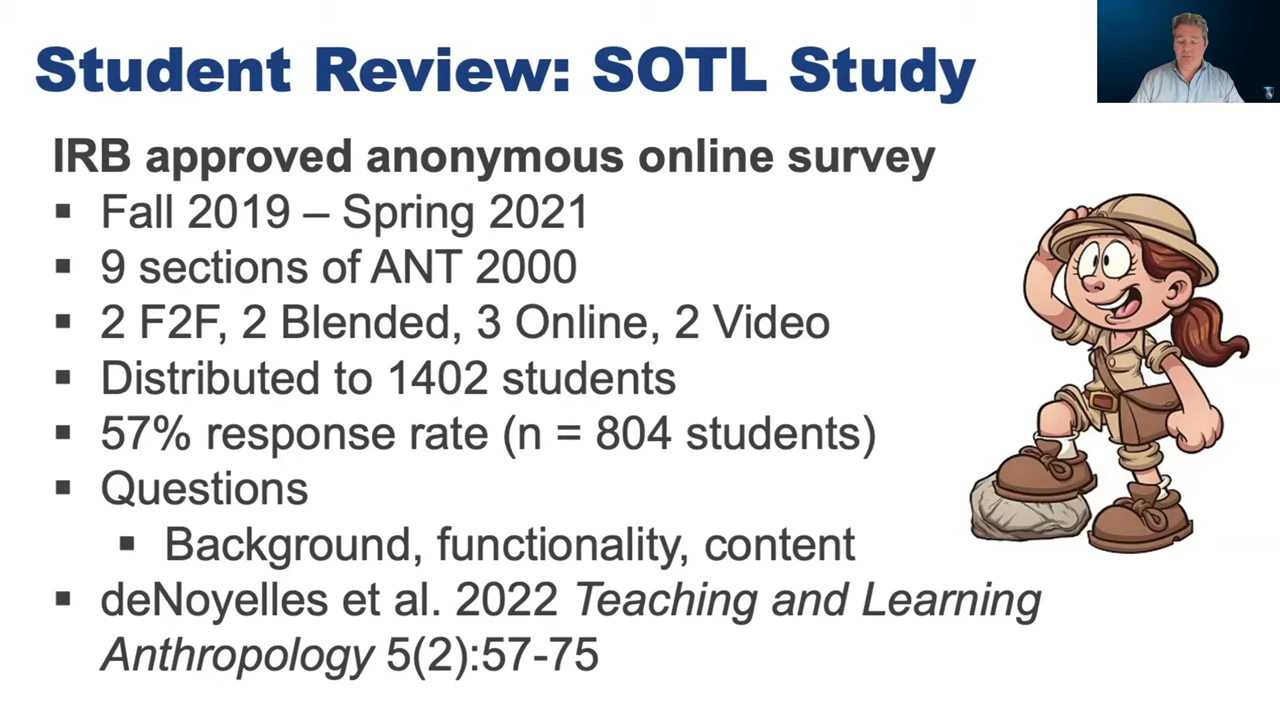 Student Review: SOTL Study
IRB approved anonymous online survey
▪ Fall 2019 – Spring 2021
▪ 9 sections of ANT 2000
▪ 2 F2F, 2 Blended, 3 Online, 2 Video
▪ Distributed to 1402 students
▪ 57% response rate (n = 804 students)
▪ Questions
▪ Background, functionality, content
▪ deNoyelles et al. 2022 Teaching and Learning
Anthropology 5(2):57-75